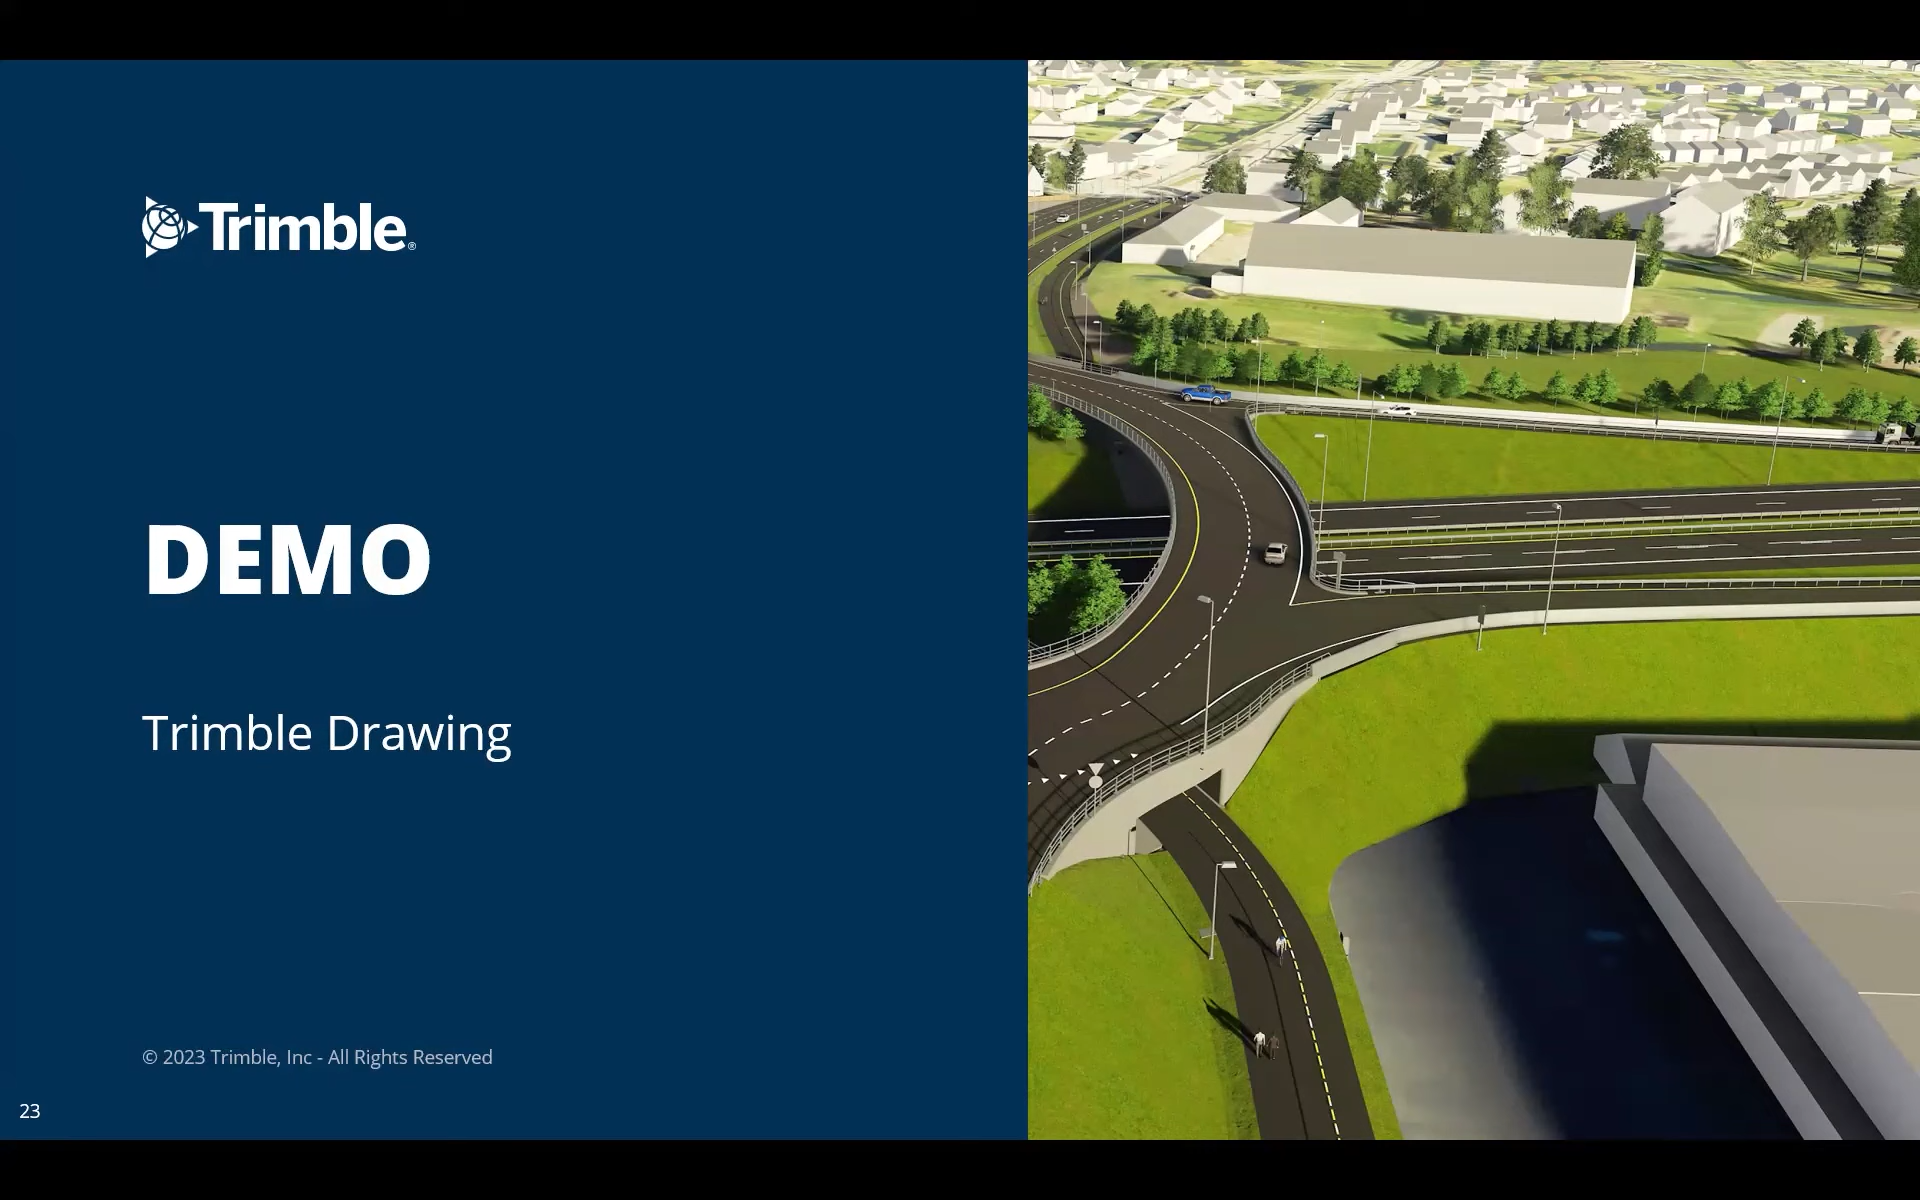 Trimble®
DEMO
Trimble Drawing
© 2023 Trimble, Inc - All Rights Reserved
23